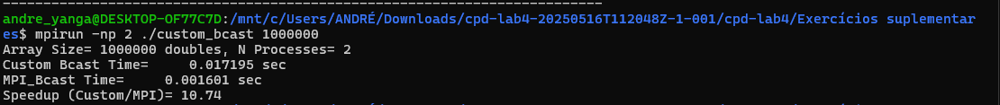 --------------------------------------------------------------------------------
andre_yanga@DESKTOP-OF77C7D:/mnt/c/Users/ANDRÉ/Downloads/cpd-lab4-20250516T112048Z-1-001/cpd-lab4/Exercícios suplementar
es$ mpirun -np 2 ./custom_bcast 1000000
Array Size= 1000000 doubles, N Processes= 2
Custom Bcast Time=     0.017195 sec
MPI_Bcast Time=     0.001601 sec
Speedup (Custom/MPI)= 10.74